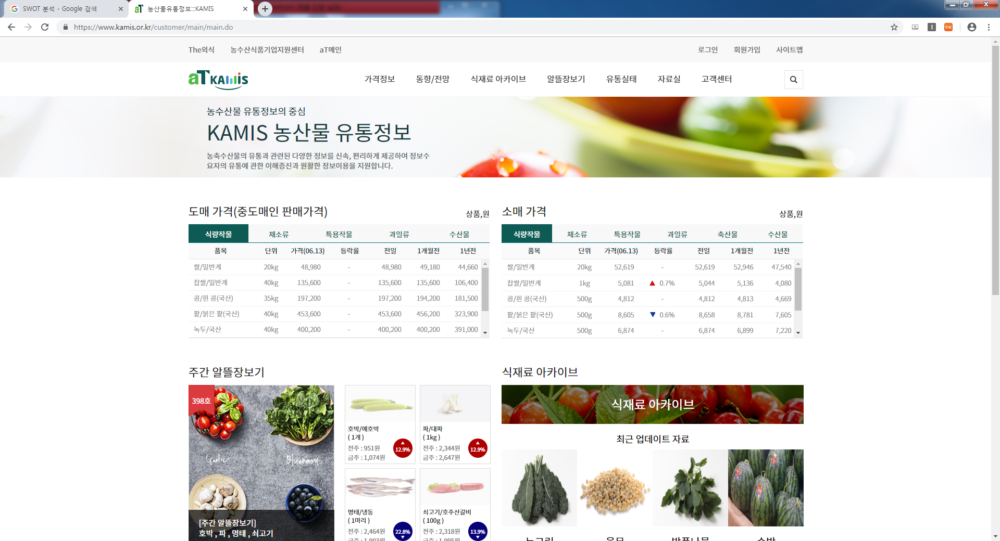 SWOT 분석 - Google 검색
농산물유통정보:::KAMIS
https://www.kamis.or.kr/customer/main/main.do
The외식 농수산식품기업지원센터 aT메인 로그인 회원가입 사이트맵
aT KAMIS
가격정보 동향/전망 식재료 아카이브 알뜰장보기 유통실태 자료실 고객센터
농수산물 유통정보의 중심
KAMIS 농산물 유통정보
농축수산물의 유통과 관련된 다양한 정보를 신속, 편리하게 제공하여 정보수
요자의 유통에 관한 이해증진과 원활한 정보이용을 지원합니다.
도매 가격(중도매인 판매가격) 상품,원
식량작물 채소류 특용작물 과일류 수산물
품목 단위 가격(06.13) 등락률 전일 1개월전 1년전
쌀/일반계 20kg 48,980 - 48,980 49,180 44,660
찹쌀/일반계 40kg 135,600 - 135,600 135,600 106,400
콩/흰 콩(국산) 35kg 197,200 - 197,200 194,200 181,500
팥/붉은 팥(국산) 40kg 453,600 - 453,600 456,200 323,900
녹두/국산 40kg 400,200 - 400,200 400,200 391,000
소매 가격 상품,원
식량작물 채소류 특용작물 과일류 축산물 수산물
품목 단위 가격(06.13) 등락률 전일 1개월전 1년전
쌀/일반계 20kg 52,619 - 52,619 52,946 47,540
찹쌀/일반계 1kg 5,081 ▲ 0.7% 5,044 5,136 4,080
콩/흰 콩(국산) 500g 4,812 - 4,812 4,813 4,669
팥/붉은 팥(국산) 500g 8,605 ▼ 0.6% 8,658 8,781 7,605
녹두/국산 500g 6,874 - 6,874 6,899 7,220
주간 알뜰장보기
398호
Garlic Blueberry.
[주간 알뜰장보기]
호박 , 파 , 명태 , 쇠고기
호박/애호박
( 1개 )
전주 : 951원
금주 : 1,074원
▲
12.9%
파/대파
( 1kg )
전주 : 2,344원
금주 : 2,647원
▲
12.9%
명태/냉동
( 1마리 )
전주 : 2,464원
금주 : 1,903원
22.8%
▼
쇠고기/호주산갈비
( 100g )
전주 : 2,318원
금주 : 1,995원
13.9%
▼
식재료 아카이브
식재료 아카이브
최근 업데이트 자료
수박